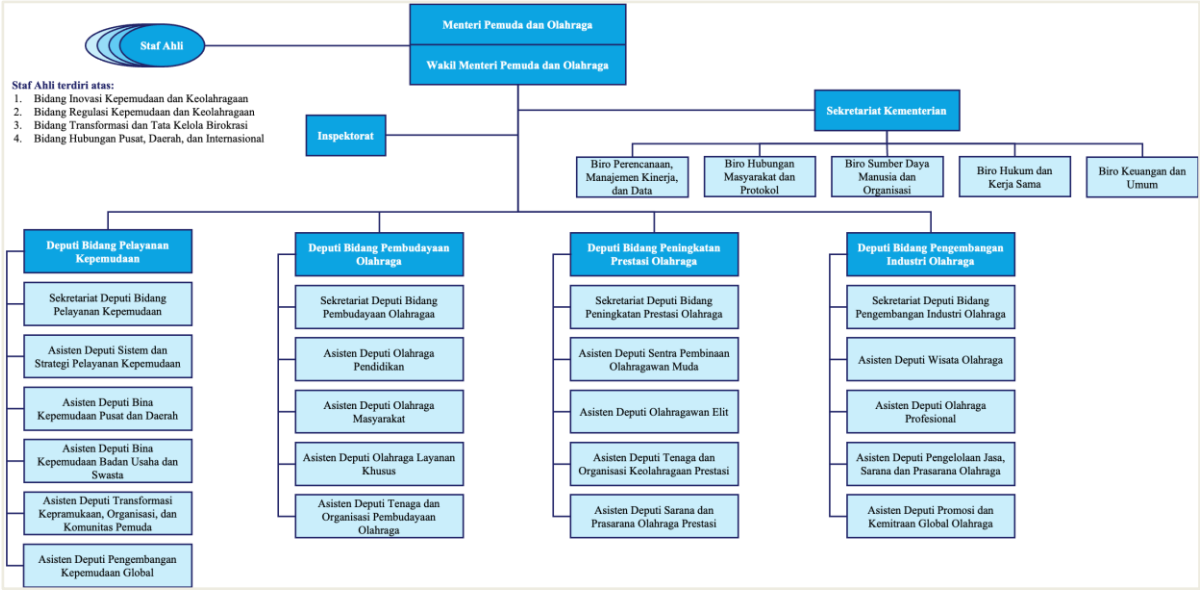 Menteri Pemuda dan Olahraga
Wakil Menteri Pemuda dan Olahraga
Staf Ahli
Staf Ahli terdiri atas:
1. Bidang Inovasi Kepemudaan dan Keolahragaan
2. Bidang Regulasi Kepemudaan dan Keolahragaan
3. Bidang Transformasi dan Tata Kelola Birokrasi
4. Bidang Hubungan Pusat, Daerah, dan Internasional
Inspektorat
Sekretariat Kementerian
Biro Perencanaan,
Manajemen Kinerja,
dan Data
Biro Hubungan
Masyarakat dan
Protokol
Biro Sumber Daya
Manusia dan
Organisasi
Biro Hukum dan
Kerja Sama
Biro Keuangan dan
Umum
Deputi Bidang Pelayanan
Kepemudaan
Sekretariat Deputi Bidang
Pelayanan Kepemudaan
Asisten Deputi Sistem dan
Strategi Pelayanan Kepemudaan
Asisten Deputi Bina
Kepemudaan Pusat dan Daerah
Asisten Deputi Bina
Kepemudaan Badan Usaha dan
Swasta
Asisten Deputi Transformasi
Kepramukaan, Organisasi, dan
Komunitas Pemuda
Asisten Deputi Pengembangan
Kepemudaan Global
Deputi Bidang Pembudayaan
Olahraga
Sekretariat Deputi Bidang
Pembudayaan Olahragaa
Asisten Deputi Olahraga
Pendidikan
Asisten Deputi Olahraga
Masyarakat
Asisten Deputi Olahraga Layanan
Khusus
Asisten Deputi Tenaga dan
Organisasi Pembudayaan
Olahraga
Deputi Bidang Peningkatan
Prestasi Olahraga
Sekretariat Deputi Bidang
Peningkatan Prestasi Olahraga
Asisten Deputi Sentra Pembinaan
Olahragawan Muda
Asisten Deputi Olahragawan Elit
Asisten Deputi Tenaga dan
Organisasi Keolahragaan Prestasi
Asisten Deputi Sarana dan
Prasarana Olahraga Prestasi
Deputi Bidang Pengembangan
Industri Olahraga
Sekretariat Deputi Bidang
Pengembangan Industri Olahraga
Asisten Deputi Wisata Olahraga
Asisten Deputi Olahraga
Profesional
Asisten Deputi Pengelolaan Jasa,
Sarana dan Prasarana Olahraga
Asisten Deputi Promosi dan
Kemitraan Global Olahraga